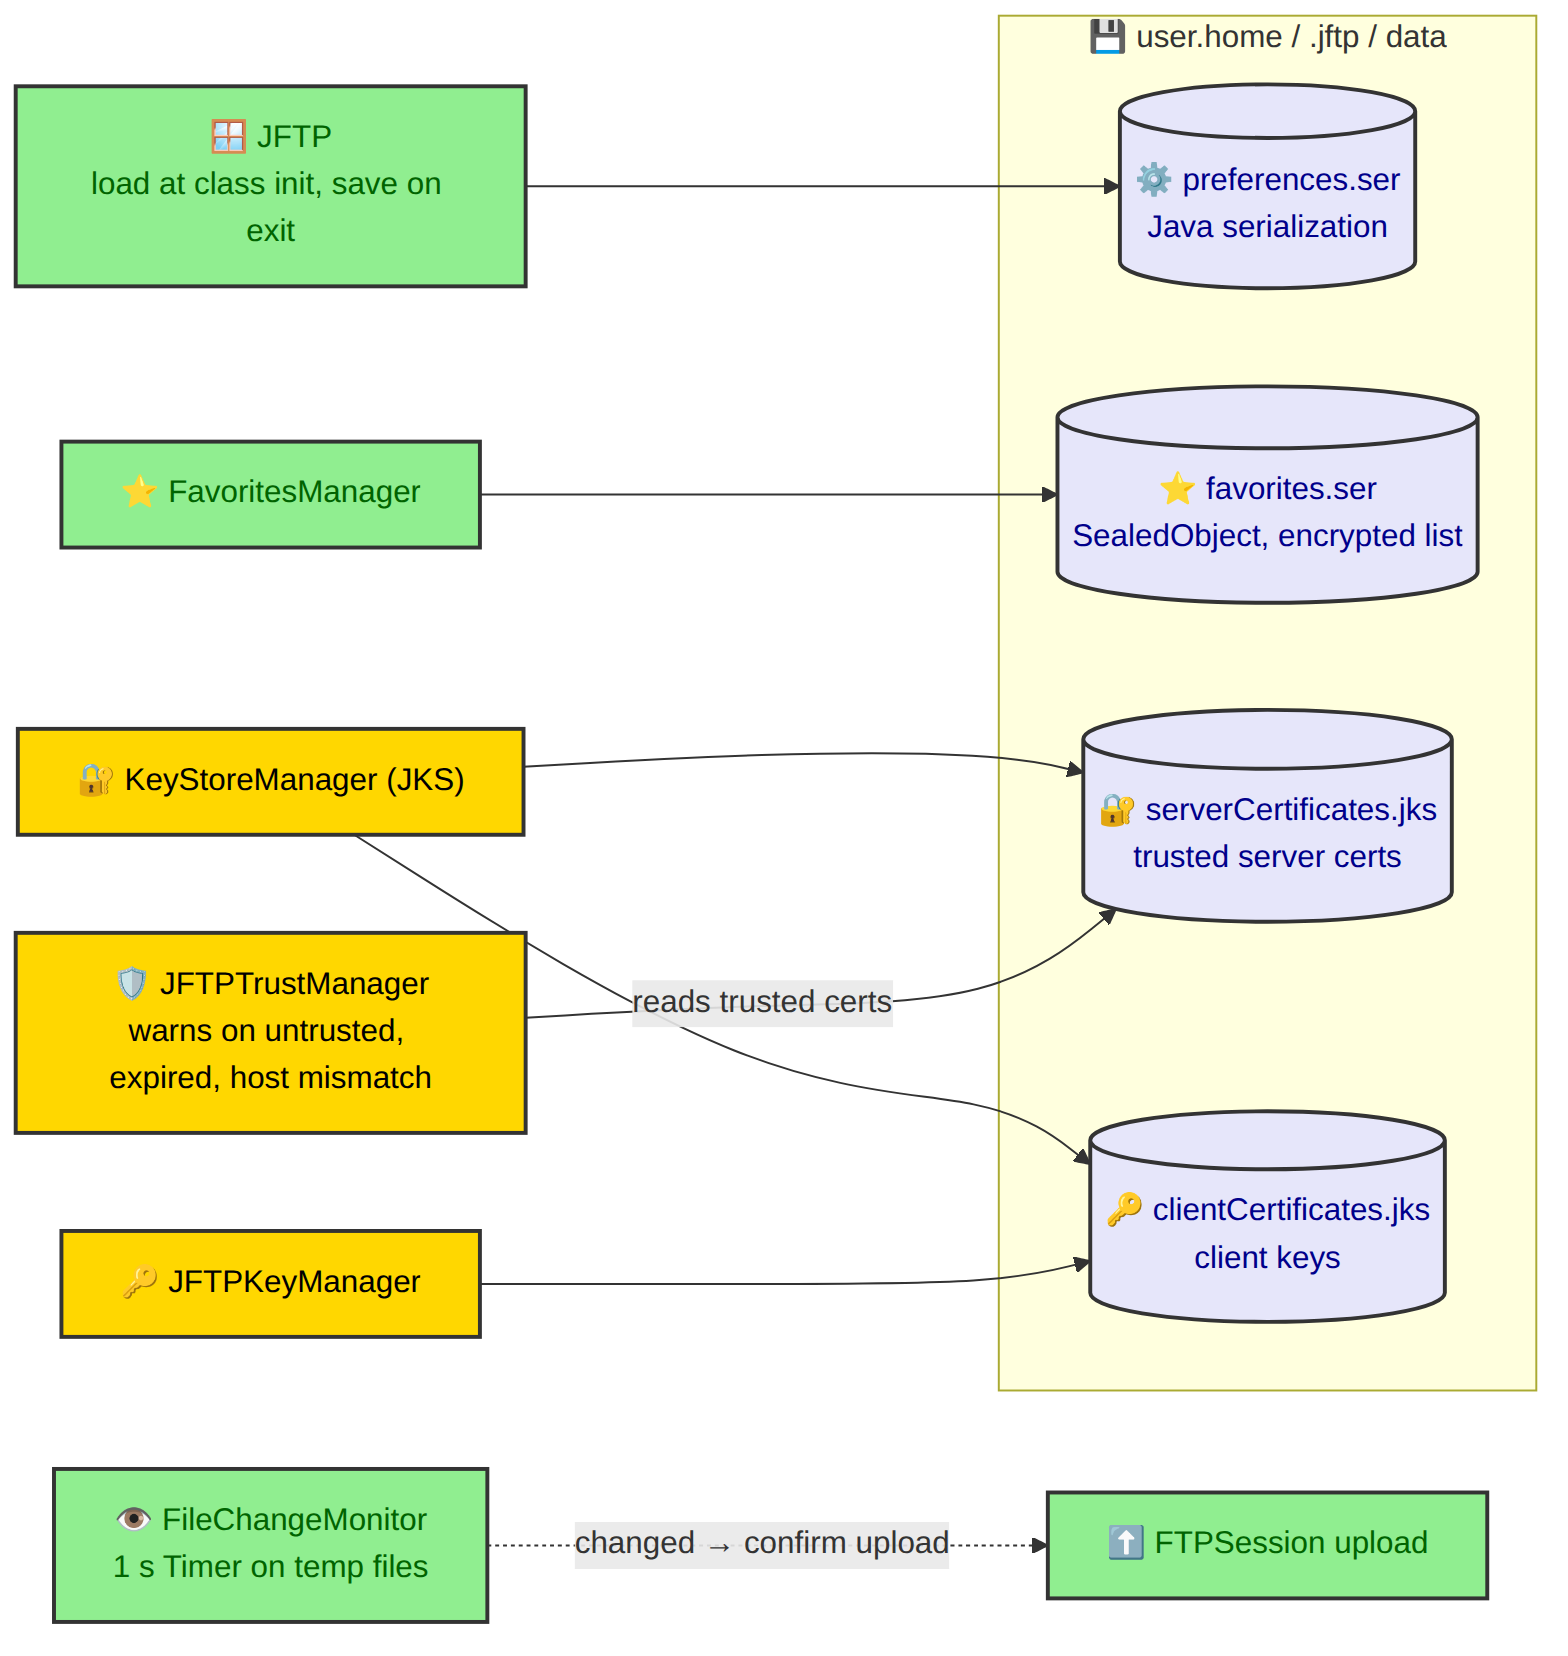 💾 user.home / .jftp / data
🪟 JFTP
load at class init, save on
exit
⚙️ preferences.ser
Java serialization
⭐ FavoritesManager
⭐ favorites.ser
SealedObject, encrypted list
🔐 KeyStoreManager (JKS)
🔐 serverCertificates.jks
trusted server certs
🛡️ JFTPTrustManager
warns on untrusted,
expired, host mismatch
reads trusted certs
🔑 clientCertificates.jks
client keys
🔑 JFTPKeyManager
👁️ FileChangeMonitor
1 s Timer on temp files
changed → confirm upload
⬆️ FTPSession upload